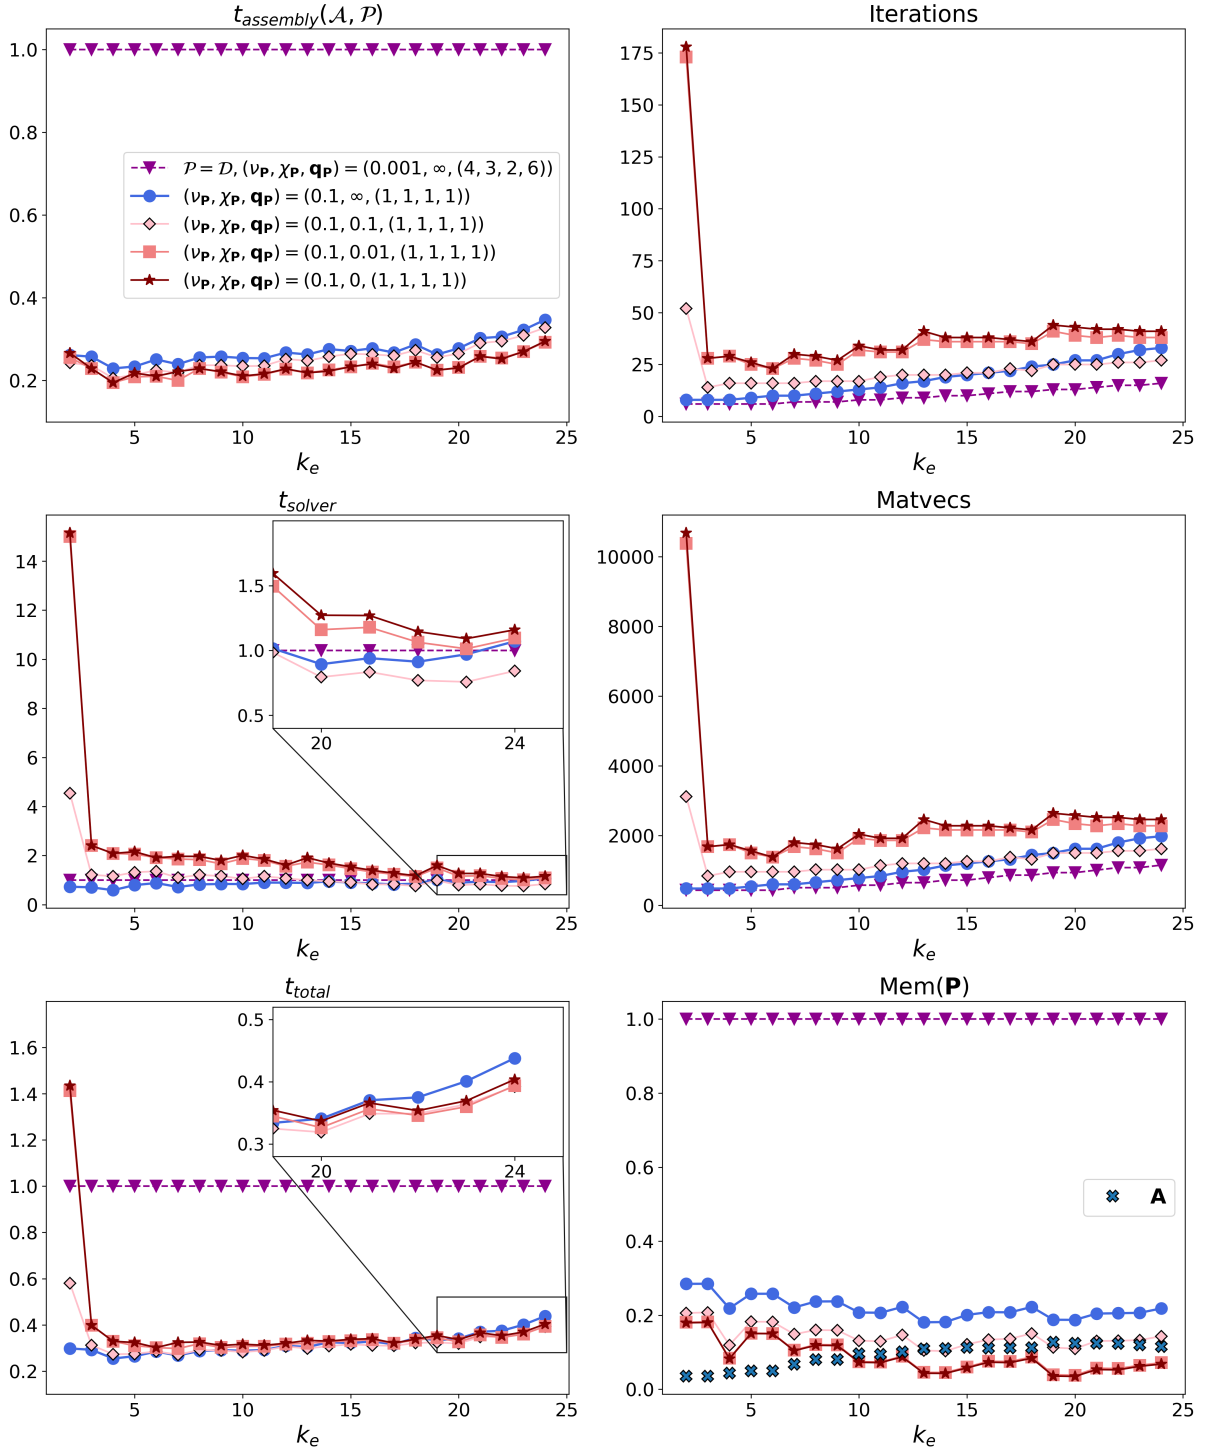 t_assembly(𝒜, 𝒫)
1.0
0.8
0.6
0.4
0.2
𝒫 = 𝒟, (ν_P, χ_P, q_P) = (0.001, ∞, (4, 3, 2, 6))
(ν_P, χ_P, q_P) = (0.1, ∞, (1, 1, 1, 1))
(ν_P, χ_P, q_P) = (0.1, 0.1, (1, 1, 1, 1))
(ν_P, χ_P, q_P) = (0.1, 0.01, (1, 1, 1, 1))
(ν_P, χ_P, q_P) = (0.1, 0, (1, 1, 1, 1))
5 10 15 20 25
k_e
Iterations
175
150
125
100
75
50
25
0
5 10 15 20 25
k_e
t_solver
14
12
10
8
6
4
2
0
1.5
1.0
0.5
20 24
5 10 15 20 25
k_e
Matvecs
10000
8000
6000
4000
2000
0
5 10 15 20 25
k_e
t_total
1.6
1.4
1.2
1.0
0.8
0.6
0.4
0.2
0.5
0.4
0.3
20 24
5 10 15 20 25
k_e
Mem(P)
1.0
0.8
0.6
0.4
0.2
0.0
A
5 10 15 20 25
k_e